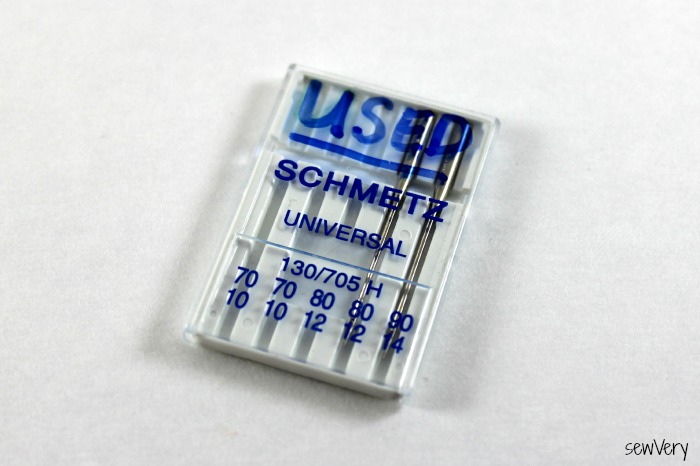 USED
SCHMETZ
UNIVERSAL
130/705 H
70 70 80 80 90
10 10 12 12 14
sewVery